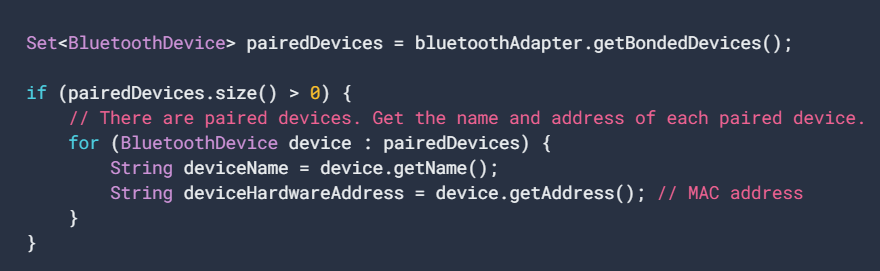 Set<BluetoothDevice> pairedDevices = bluetoothAdapter.getBondedDevices();
if (pairedDevices.size() > 0) {
// There are paired devices. Get the name and address of each paired device.
for (BluetoothDevice device : pairedDevices) {
String deviceName = device.getName();
String deviceHardwareAddress = device.getAddress(); // MAC address
}
}